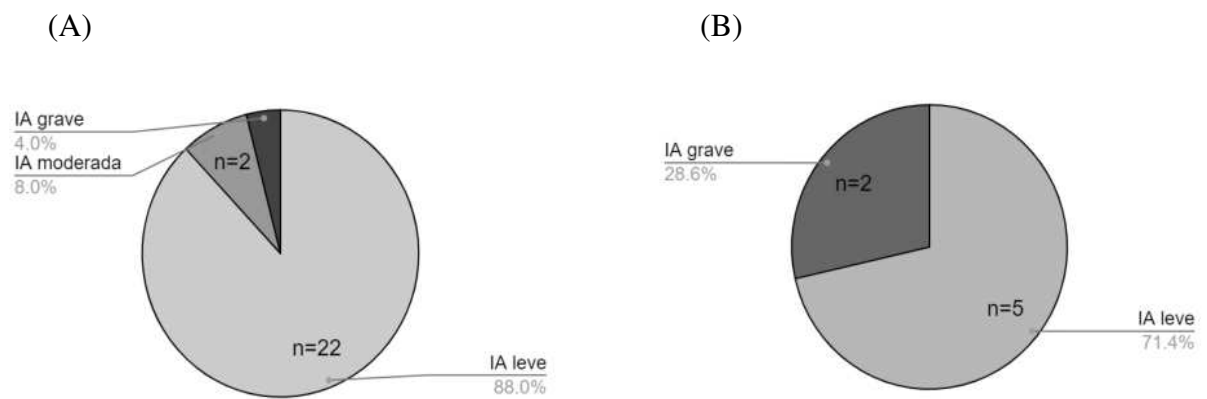 (A)
IA grave
4.0%
IA moderada
8.0%
n=2
n=22
IA leve
88.0%
(B)
IA grave
28.6%
n=2
n=5
IA leve
71.4%